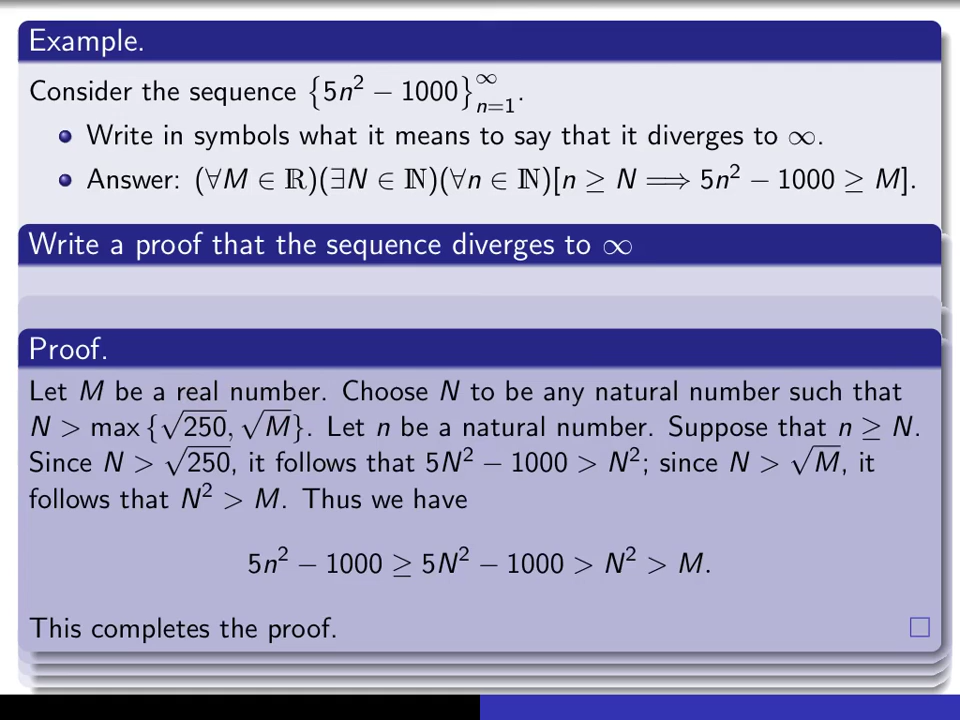 Example.
Consider the sequence {5n² − 1000}∞n=1.
Write in symbols what it means to say that it diverges to ∞.
Answer: (∀M ∈ ℝ)(∃N ∈ ℕ)(∀n ∈ ℕ)[n ≥ N ⟹ 5n² − 1000 ≥ M].
Write a proof that the sequence diverges to ∞
Proof.
Let M be a real number. Choose N to be any natural number such that
N > max {√250, √M}. Let n be a natural number. Suppose that n ≥ N.
Since N > √250, it follows that 5N² − 1000 > N²; since N > √M, it
follows that N² > M. Thus we have
5n² − 1000 ≥ 5N² − 1000 > N² > M.
This completes the proof. □